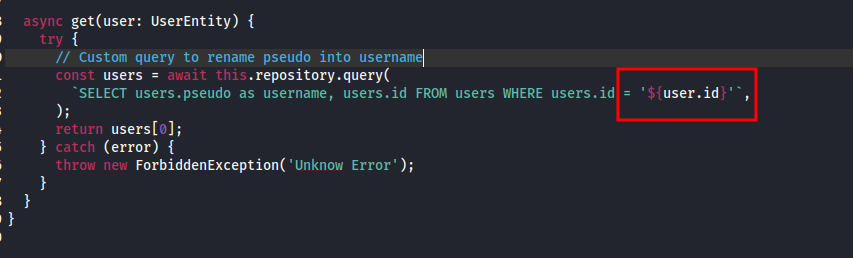 async get(user: UserEntity) {
try {
// Custom query to rename pseudo into username
const users = await this.repository.query(
`SELECT users.pseudo as username, users.id FROM users WHERE users.id = '${user.id}'`,
);
return users[0];
} catch (error) {
throw new ForbiddenException('Unknow Error');
}
}
}